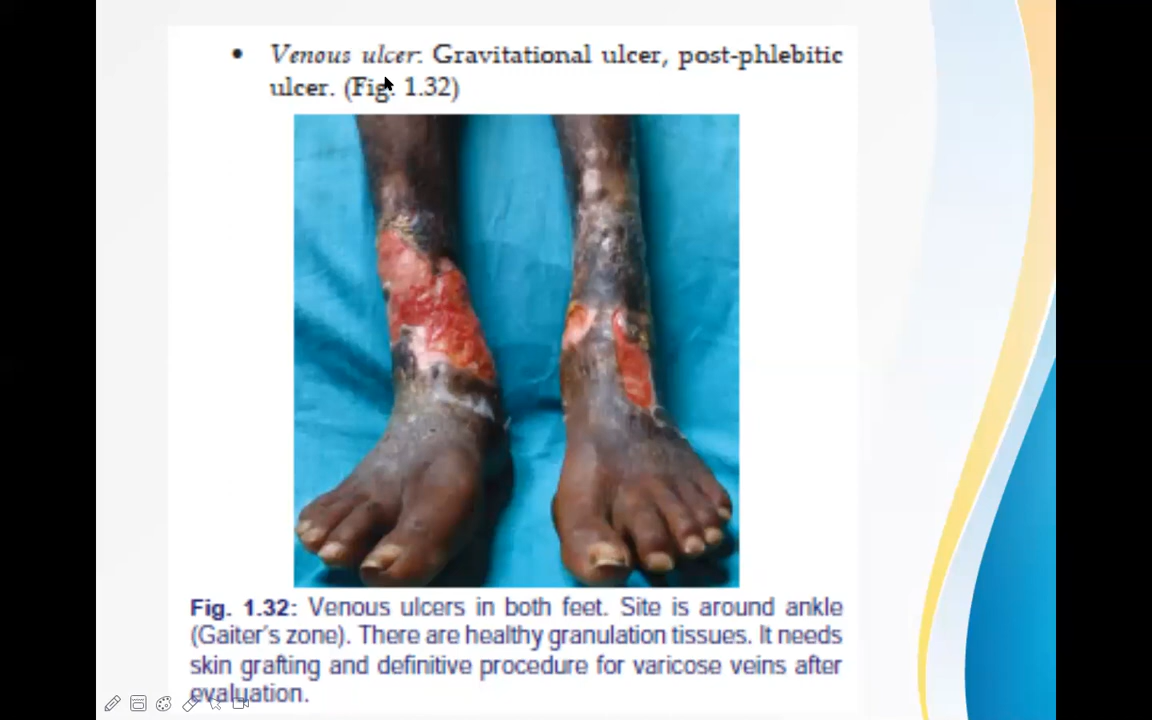 • Venous ulcer: Gravitational ulcer, post-phlebitic
ulcer. (Fig. 1.32)
Fig. 1.32: Venous ulcers in both feet. Site is around ankle
(Gaiter's zone). There are healthy granulation tissues. It needs
skin grafting and definitive procedure for varicose veins after
evaluation.